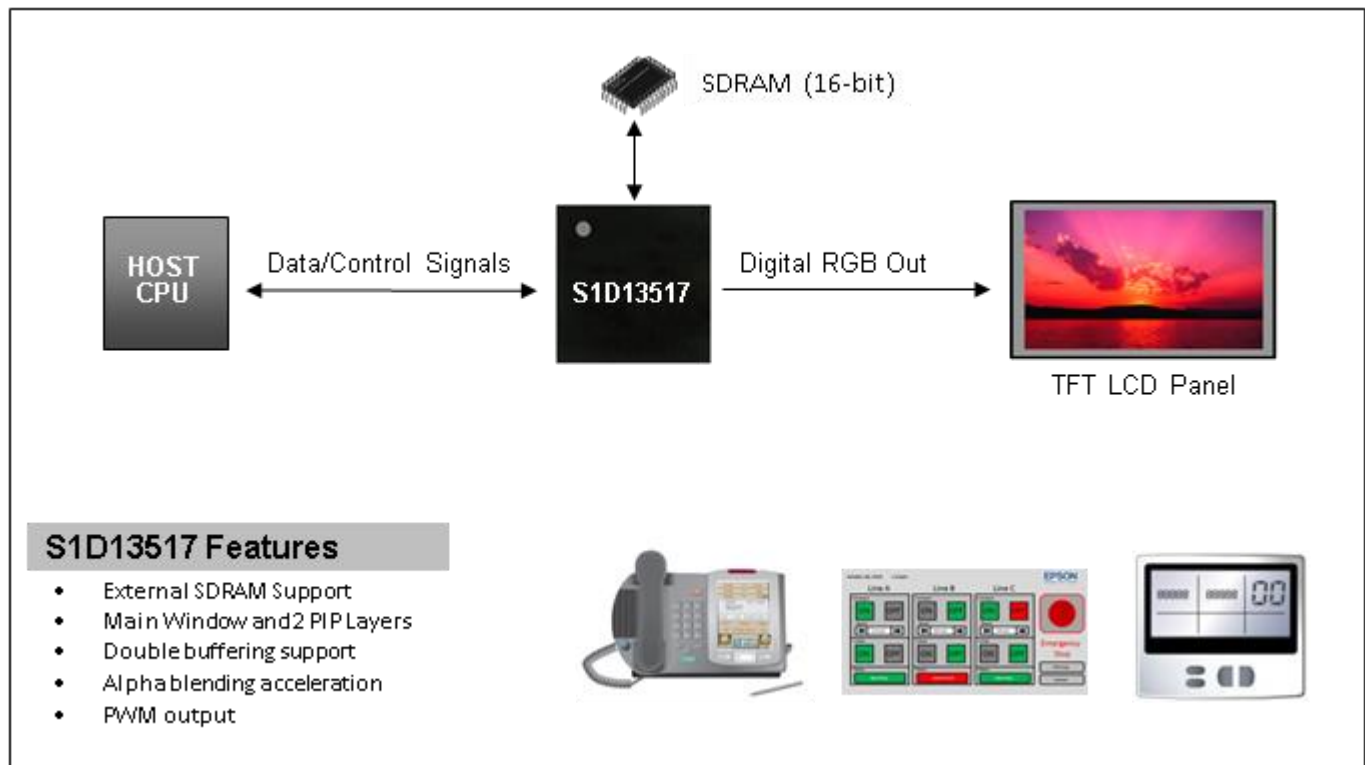 SDRAM (16-bit)
HOST
CPU
Data/Control Signals
S1D13517
Digital RGB Out
TFT LCD Panel
S1D13517 Features
• External SDRAM Support
• Main Window and 2 PIP Layers
• Double buffering support
• Alpha blending acceleration
• PWM output
EPSON
Line A
Line B
Line C
Emergency
Stop
00